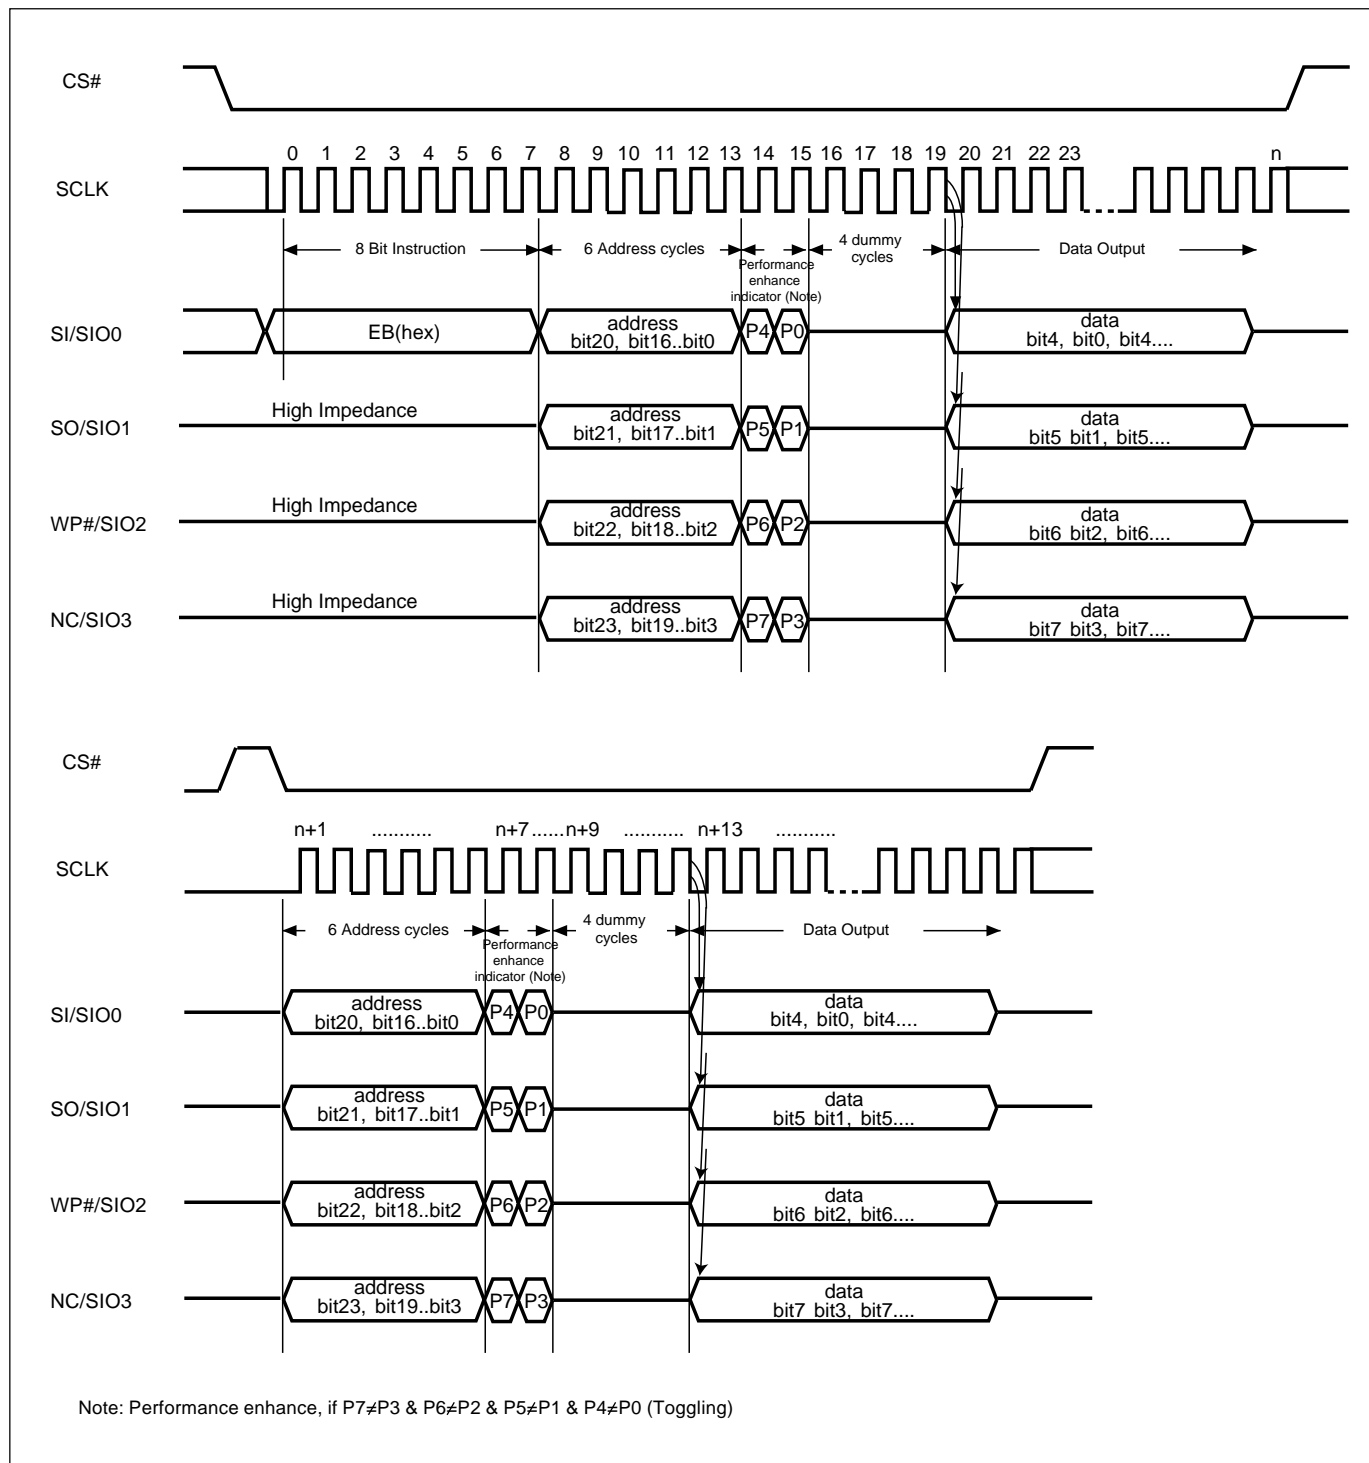 CS#
0 1 2 3 4 5 6 7 8 9 10 11 12 13 14 15 16 17 18 19 20 21 22 23 n
SCLK
8 Bit Instruction 6 Address cycles 4 dummy Data Output
cycles
Performance
enhance
indicator (Note)
SI/SIO0 EB(hex) address P4 P0 data
bit20, bit16..bit0 bit4, bit0, bit4....
High Impedance
SO/SIO1 address P5 P1 data
bit21, bit17..bit1 bit5 bit1, bit5....
High Impedance
WP#/SIO2 address P6 P2 data
bit22, bit18..bit2 bit6 bit2, bit6....
High Impedance
NC/SIO3 address P7 P3 data
bit23, bit19..bit3 bit7 bit3, bit7....
CS#
n+1 ........... n+7 ......n+9 ........... n+13 ...........
SCLK
6 Address cycles 4 dummy Data Output
cycles
Performance
enhance
indicator (Note)
SI/SIO0 address P4 P0 data
bit20, bit16..bit0 bit4, bit0, bit4....
SO/SIO1 address P5 P1 data
bit21, bit17..bit1 bit5 bit1, bit5....
WP#/SIO2 address P6 P2 data
bit22, bit18..bit2 bit6 bit2, bit6....
NC/SIO3 address P7 P3 data
bit23, bit19..bit3 bit7 bit3, bit7....
Note: Performance enhance, if P7≠P3 & P6≠P2 & P5≠P1 & P4≠P0 (Toggling)